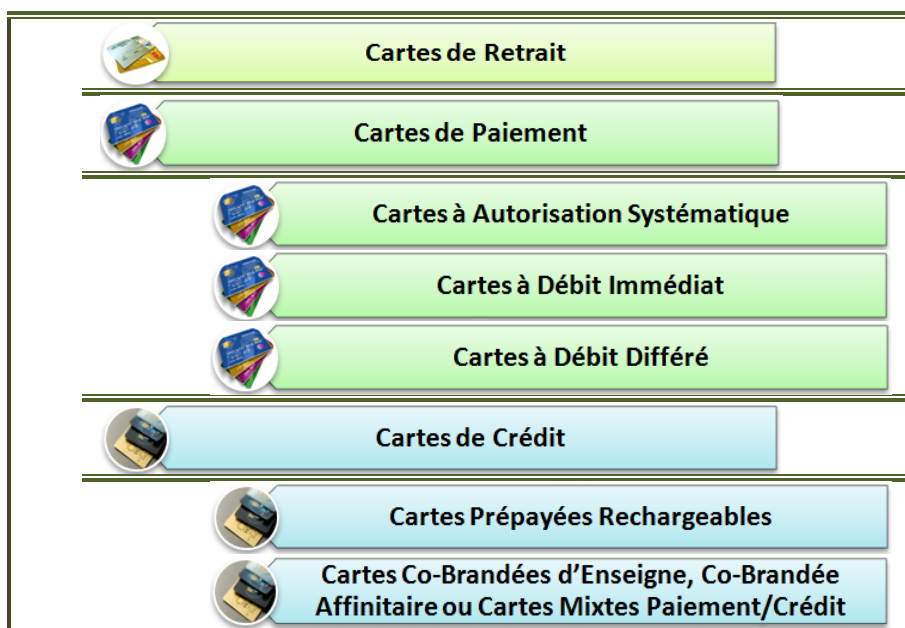 Cartes de Retrait
Cartes de Paiement
Cartes à Autorisation Systématique
Cartes à Débit Immédiat
Cartes à Débit Différé
Cartes de Crédit
Cartes Prépayées Rechargeables
Cartes Co-Brandées d’Enseigne, Co-Brandée
Affinitaire ou Cartes Mixtes Paiement/Crédit